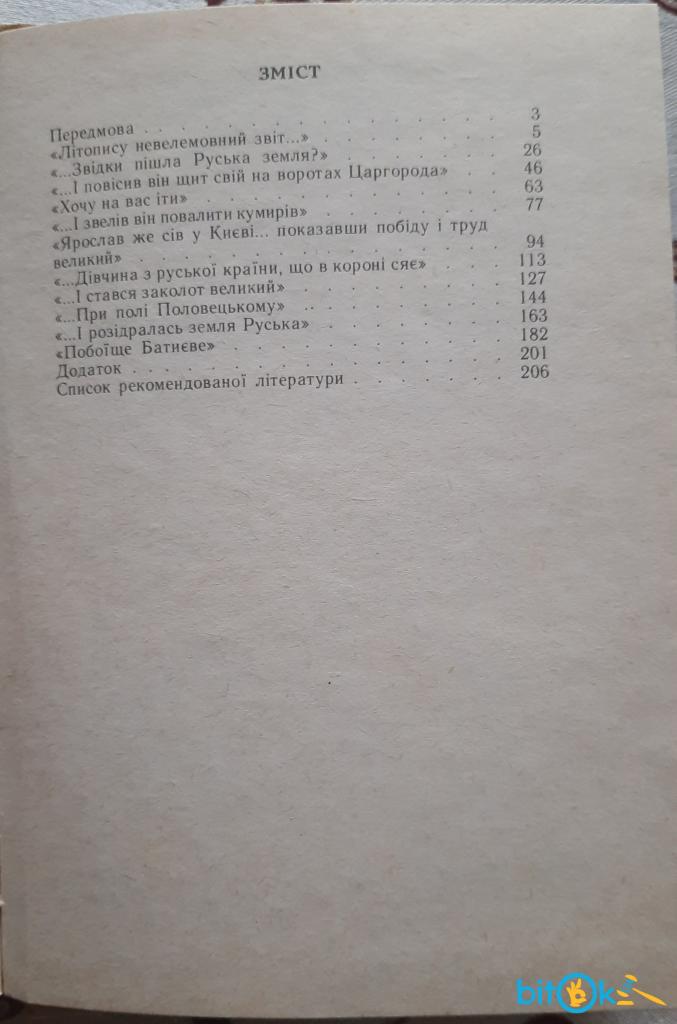 ЗМІСТ
Передмова . . . . . . . . . . . . . . 3
«Літопису невелемовний звіт...» . . . . . . . 5
«...Звідки пішла Руська земля?» . . . . . . 26
«...І повісив він щит свій на воротах Царгорода» . . 46
«Хочу на вас іти» . . . . . . . . . . . 63
«...І звелів він повалити кумирів» . . . . . . . 77
«Ярослав же сів у Києві... показавши побіду і труд
великий» . . . . . . . . . . . . . . 94
«...Дівчина з руської країни, що в короні сяє» . . . 113
«...І стався заколот великий» . . . . . . . . 127
«...При полі Половецькому» . . . . . . . . 144
«...І розідралась земля Руська» . . . . . . . 163
«Побоїще Батиєве» . . . . . . . . . . . 182
Додаток . . . . . . . . . . . . . . 201
Список рекомендованої літератури . . . . . . 206
bitOk